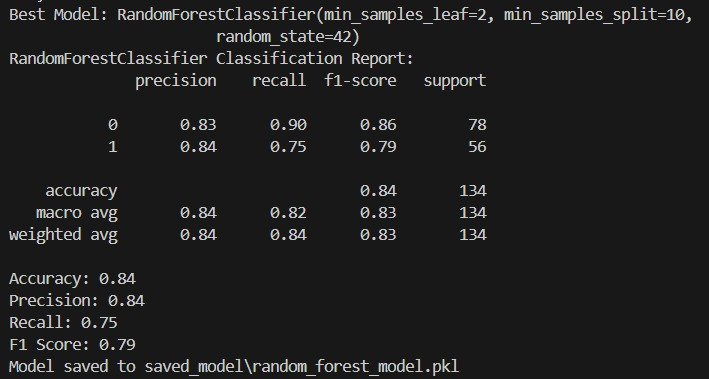 Best Model: RandomForestClassifier(min_samples_leaf=2, min_samples_split=10,
random_state=42)
RandomForestClassifier Classification Report:
precision recall f1-score support
0 0.83 0.90 0.86 78
1 0.84 0.75 0.79 56
accuracy 0.84 134
macro avg 0.84 0.82 0.83 134
weighted avg 0.84 0.84 0.83 134
Accuracy: 0.84
Precision: 0.84
Recall: 0.75
F1 Score: 0.79
Model saved to saved_model\random_forest_model.pkl